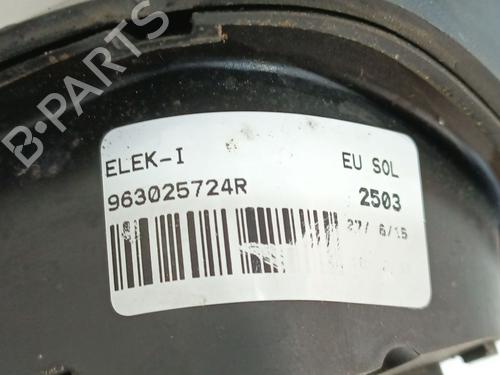 B-PARTS
ELEK-I EU SOL
963025724R 2503
27/ 6/15